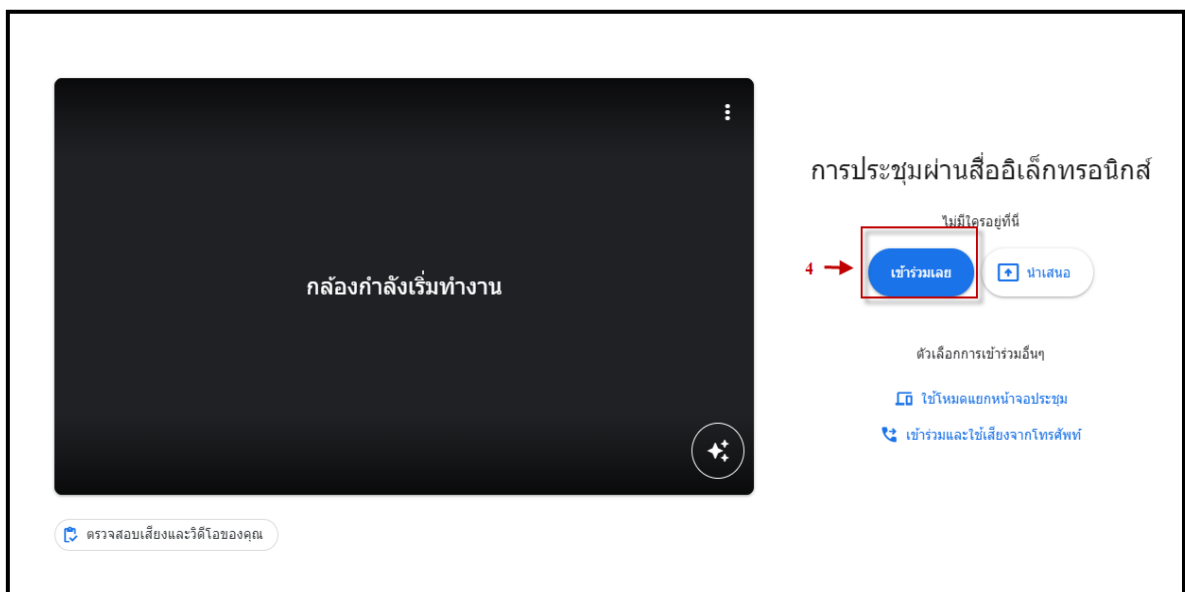 การประชุมผ่านสื่ออิเล็กทรอนิกส์
ไม่มีใครอยู่ที่นี่
4
เข้าร่วมเลย
นำเสนอ
กล้องกำลังเริ่มทำงาน
ตัวเลือกการเข้าร่วมอื่นๆ
ใช้โหมดแยกหน้าจอประชุม
เข้าร่วมและใช้เสียงจากโทรศัพท์
ตรวจสอบเสียงและวิดีโอของคุณ